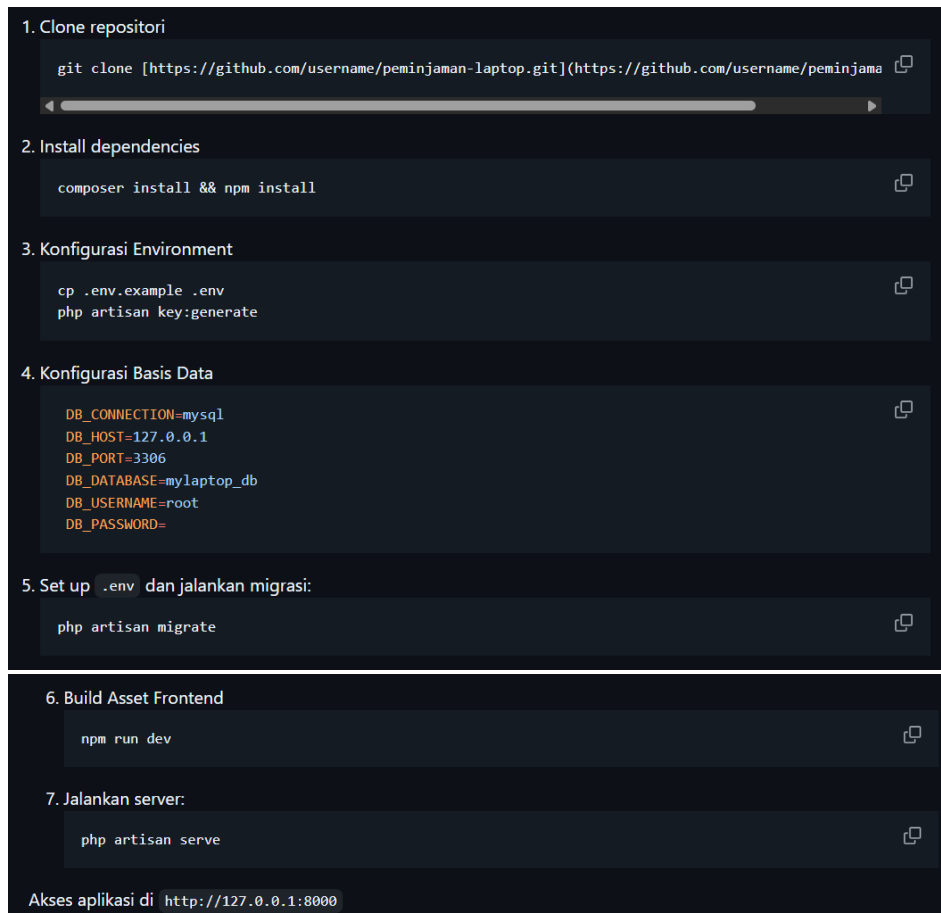 1. Clone repositori
git clone [https://github.com/username/peminjaman-laptop.git](https://github.com/username/peminjama
2. Install dependencies
composer install && npm install
3. Konfigurasi Environment
cp .env.example .env
php artisan key:generate
4. Konfigurasi Basis Data
DB_CONNECTION=mysql
DB_HOST=127.0.0.1
DB_PORT=3306
DB_DATABASE=mylaptop_db
DB_USERNAME=root
DB_PASSWORD=
5. Set up .env dan jalankan migrasi:
php artisan migrate
6. Build Asset Frontend
npm run dev
7. Jalankan server:
php artisan serve
Akses aplikasi di http://127.0.0.1:8000